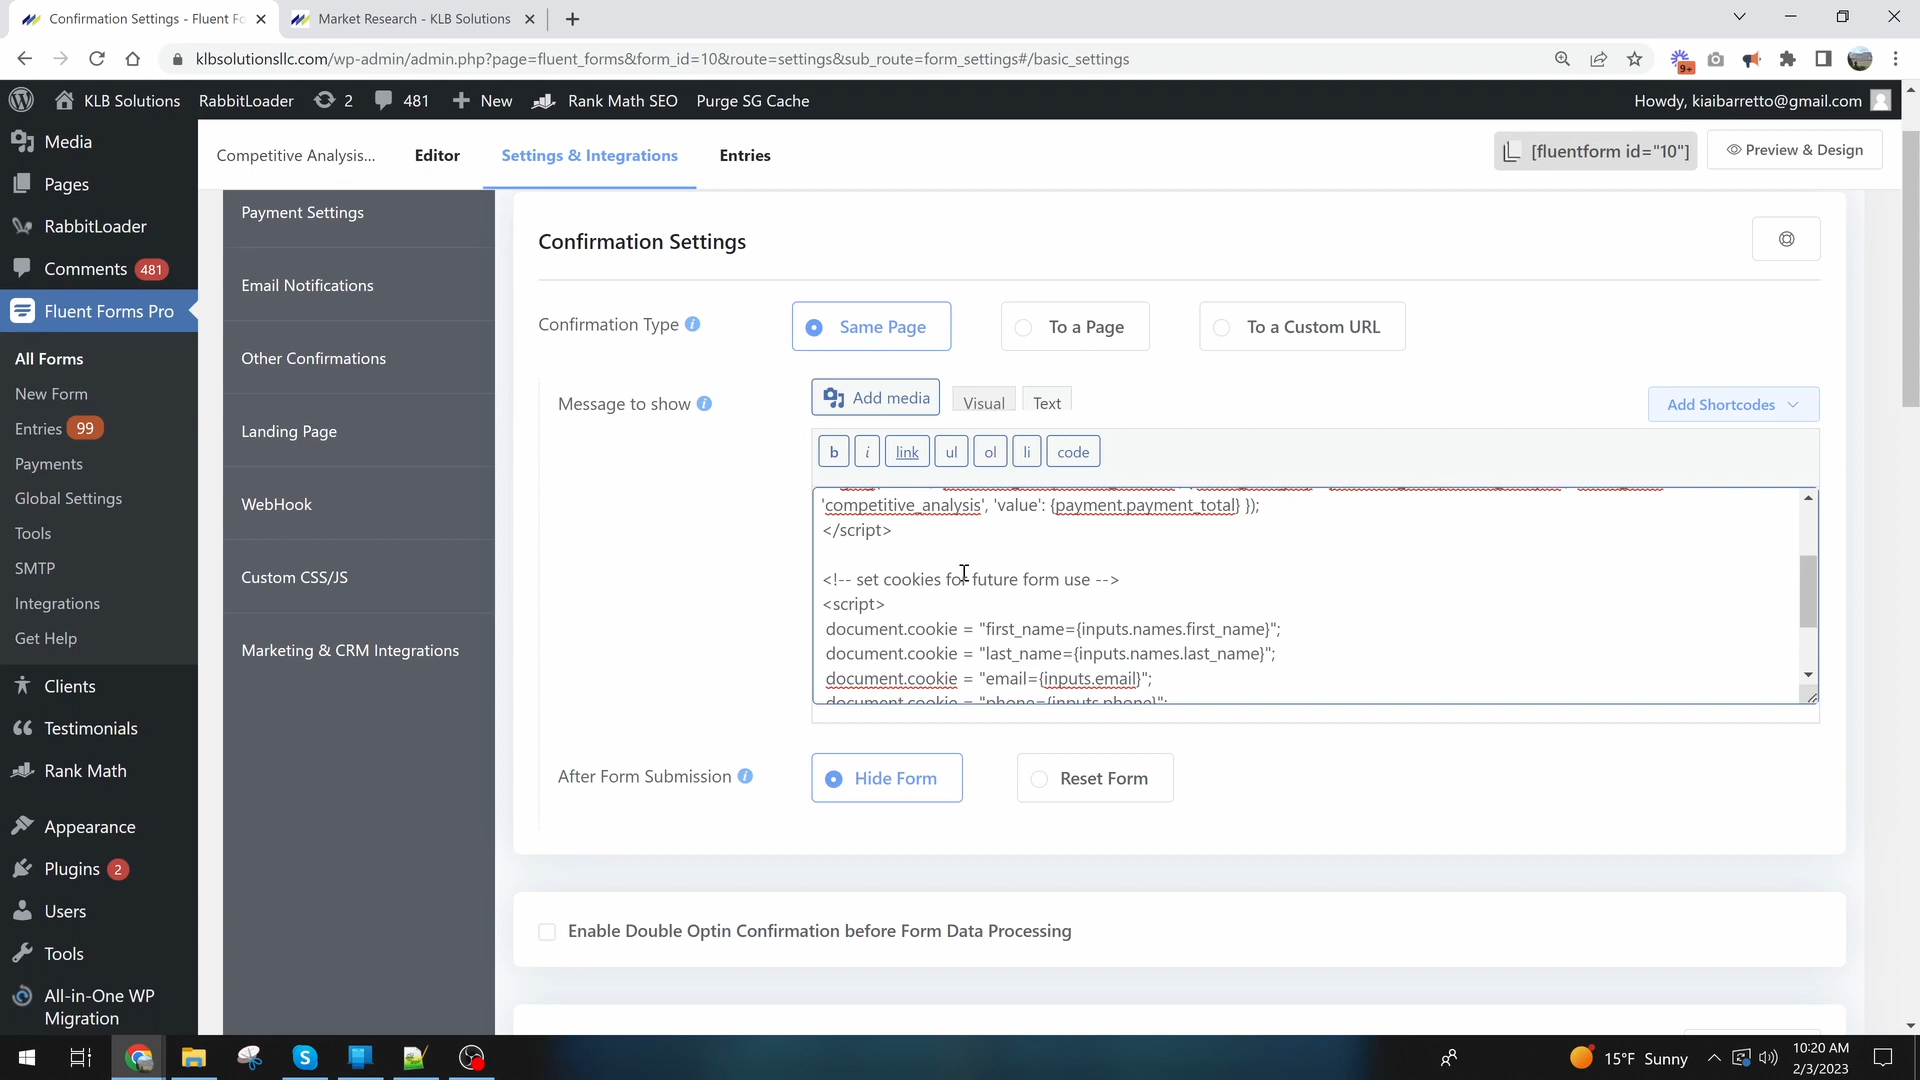 Confirmation Settings - Fluent Fo
Market Research - KLB Solutions
klbsolutionsllc.com/wp-admin/admin.php?page=fluent_forms&form_id=10&route=settings&sub_route=form_settings#/basic_settings
9+
KLB Solutions
RabbitLoader
2
481
New
Rank Math SEO
Purge SG Cache
Howdy, kiaibarretto@gmail.com
Media
Pages
RabbitLoader
Comments 481
Fluent Forms Pro
All Forms
New Form
Entries 99
Payments
Global Settings
Tools
SMTP
Integrations
Get Help
Clients
Testimonials
Rank Math
Appearance
Plugins 2
Users
Tools
All-in-One WP
Migration
Competitive Analysis...
Editor
Settings & Integrations
Entries
[fluentform id="10"]
Preview & Design
Payment Settings
Email Notifications
Other Confirmations
Landing Page
WebHook
Custom CSS/JS
Marketing & CRM Integrations
Confirmation Settings
Confirmation Type
Same Page
To a Page
To a Custom URL
Message to show
Add media
Visual
Text
Add Shortcodes
b
i
link
ul
ol
li
code
'competitive_analysis', 'value': {payment.payment_total} });
</script>
<!-- set cookies for future form use -->
<script>
document.cookie = "first_name={inputs.names.first_name}";
document.cookie = "last_name={inputs.names.last_name}";
document.cookie = "email={inputs.email}";
document.cookie = "phone={inputs.phone}";
After Form Submission
Hide Form
Reset Form
Enable Double Optin Confirmation before Form Data Processing
15°F Sunny
10:20 AM
2/3/2023